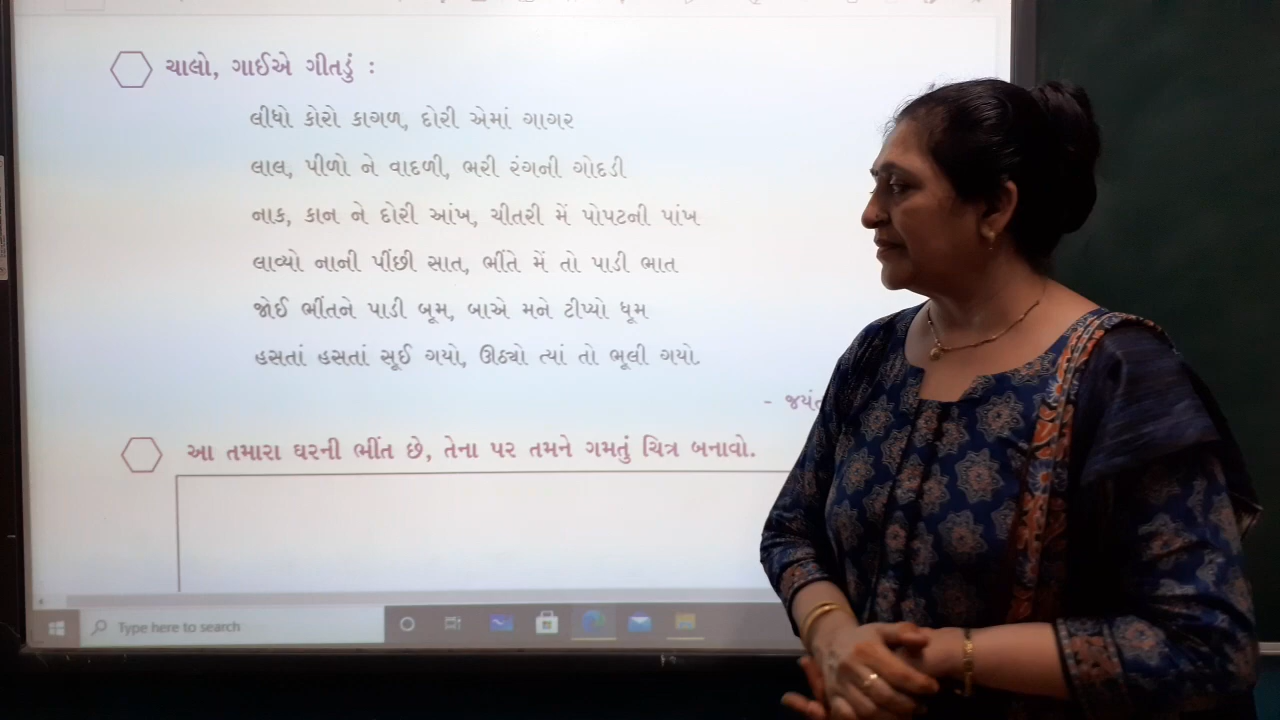 ચાલો, ગાઈએ ગીતડું :
લીધો કોરો કાગળ, દોરી એમાં ગાગર
લાલ, પીળો ને વાદળી, ભરી રંગની ગોદડી
નાક, કાન ને દોરી આંખ, ચીતરી મેં પોપટની પાંખ
લાવ્યો નાની પીંછી સાત, ભીંતે મેં તો પાડી ભાત
જોઈ ભીંતને પાડી બૂમ, બાએ મને ટીપ્યો ધૂમ
હસતાં હસતાં સૂઈ ગયો, ઊઠ્યો ત્યાં તો ભૂલી ગયો.
આ તમારા ઘરની ભીંત છે, તેના પર તમને ગમતું ચિત્ર બનાવો.
Type here to search